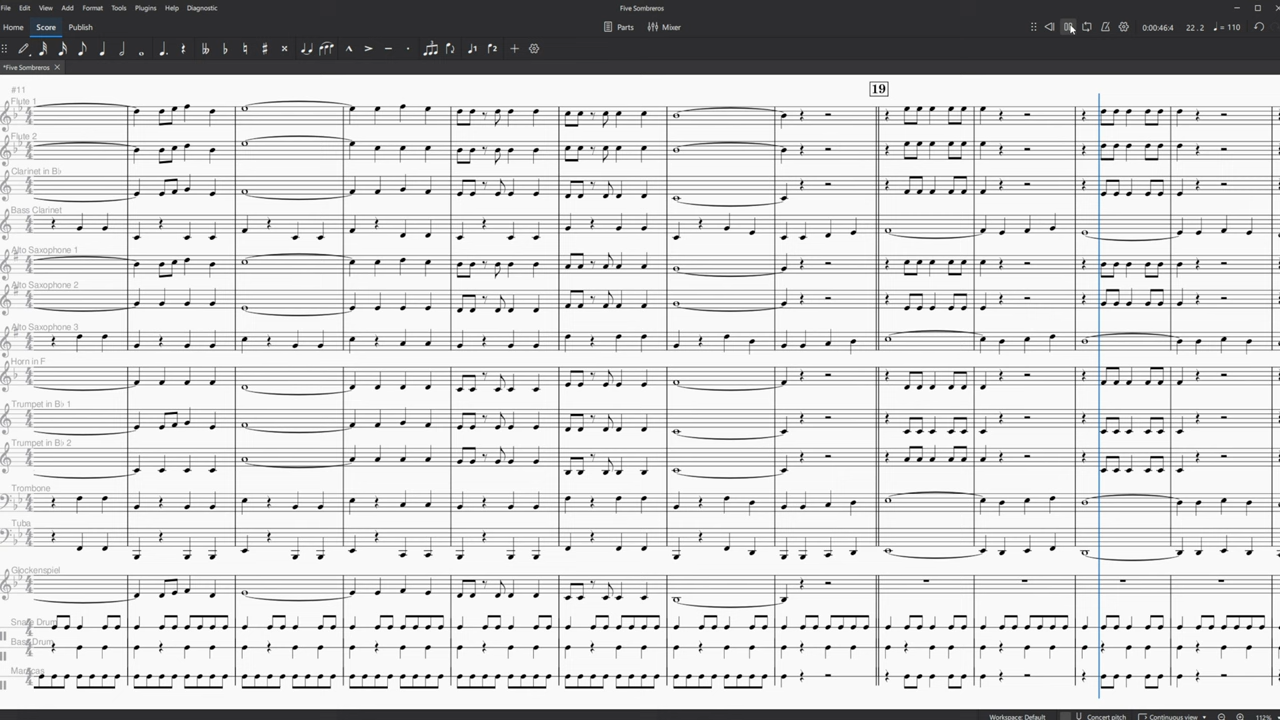 File Edit View Add Format Tools Plugins Help Diagnostic
Five Sombreros
Home Score Publish
Parts Mixer
0:00:46:4 22 . 2 = 110
*Five Sombreros
#11
19
Flute 1
Flute 2
Clarinet in B♭
Bass Clarinet
Alto Saxophone 1
Alto Saxophone 2
Alto Saxophone 3
Horn in F
Trumpet in B♭ 1
Trumpet in B♭ 2
Trombone
Tuba
Glockenspiel
Snare Drum
Bass Drum
Maracas
Workspace: Default Concert pitch Continuous view 112%